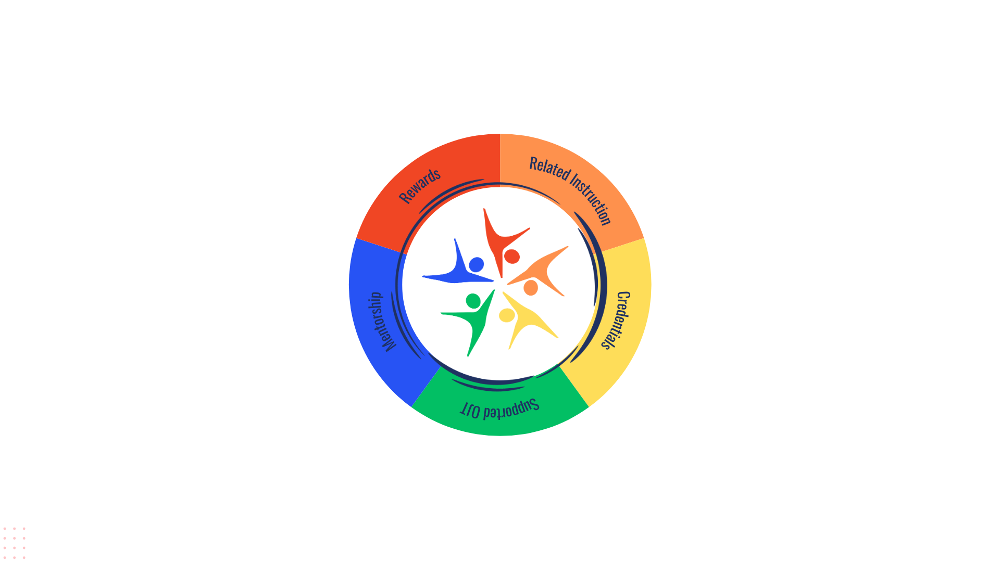 Rewards
Related Instruction
Credentials
Supported OJT
Mentorship